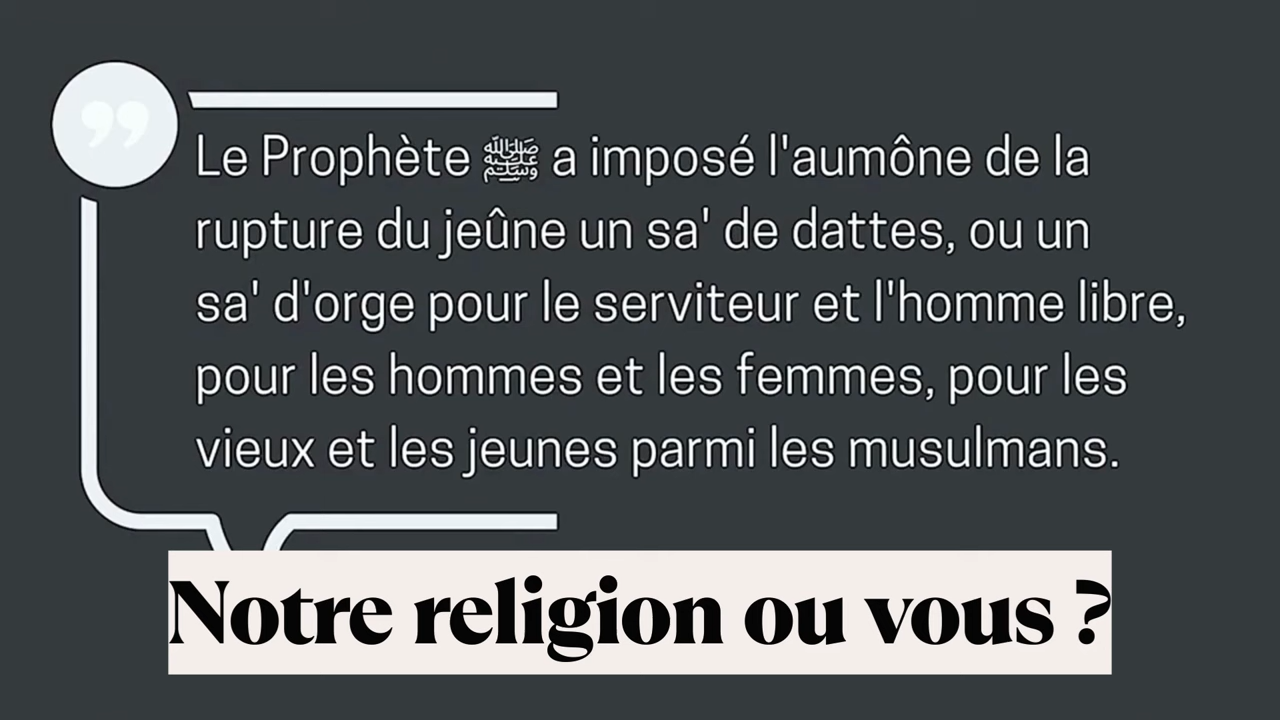 Le Prophète ﷺ a imposé l'aumône de la
rupture du jeûne un sa' de dattes, ou un
sa' d'orge pour le serviteur et l'homme libre,
pour les hommes et les femmes, pour les
vieux et les jeunes parmi les musulmans.
Notre religion ou vous ?